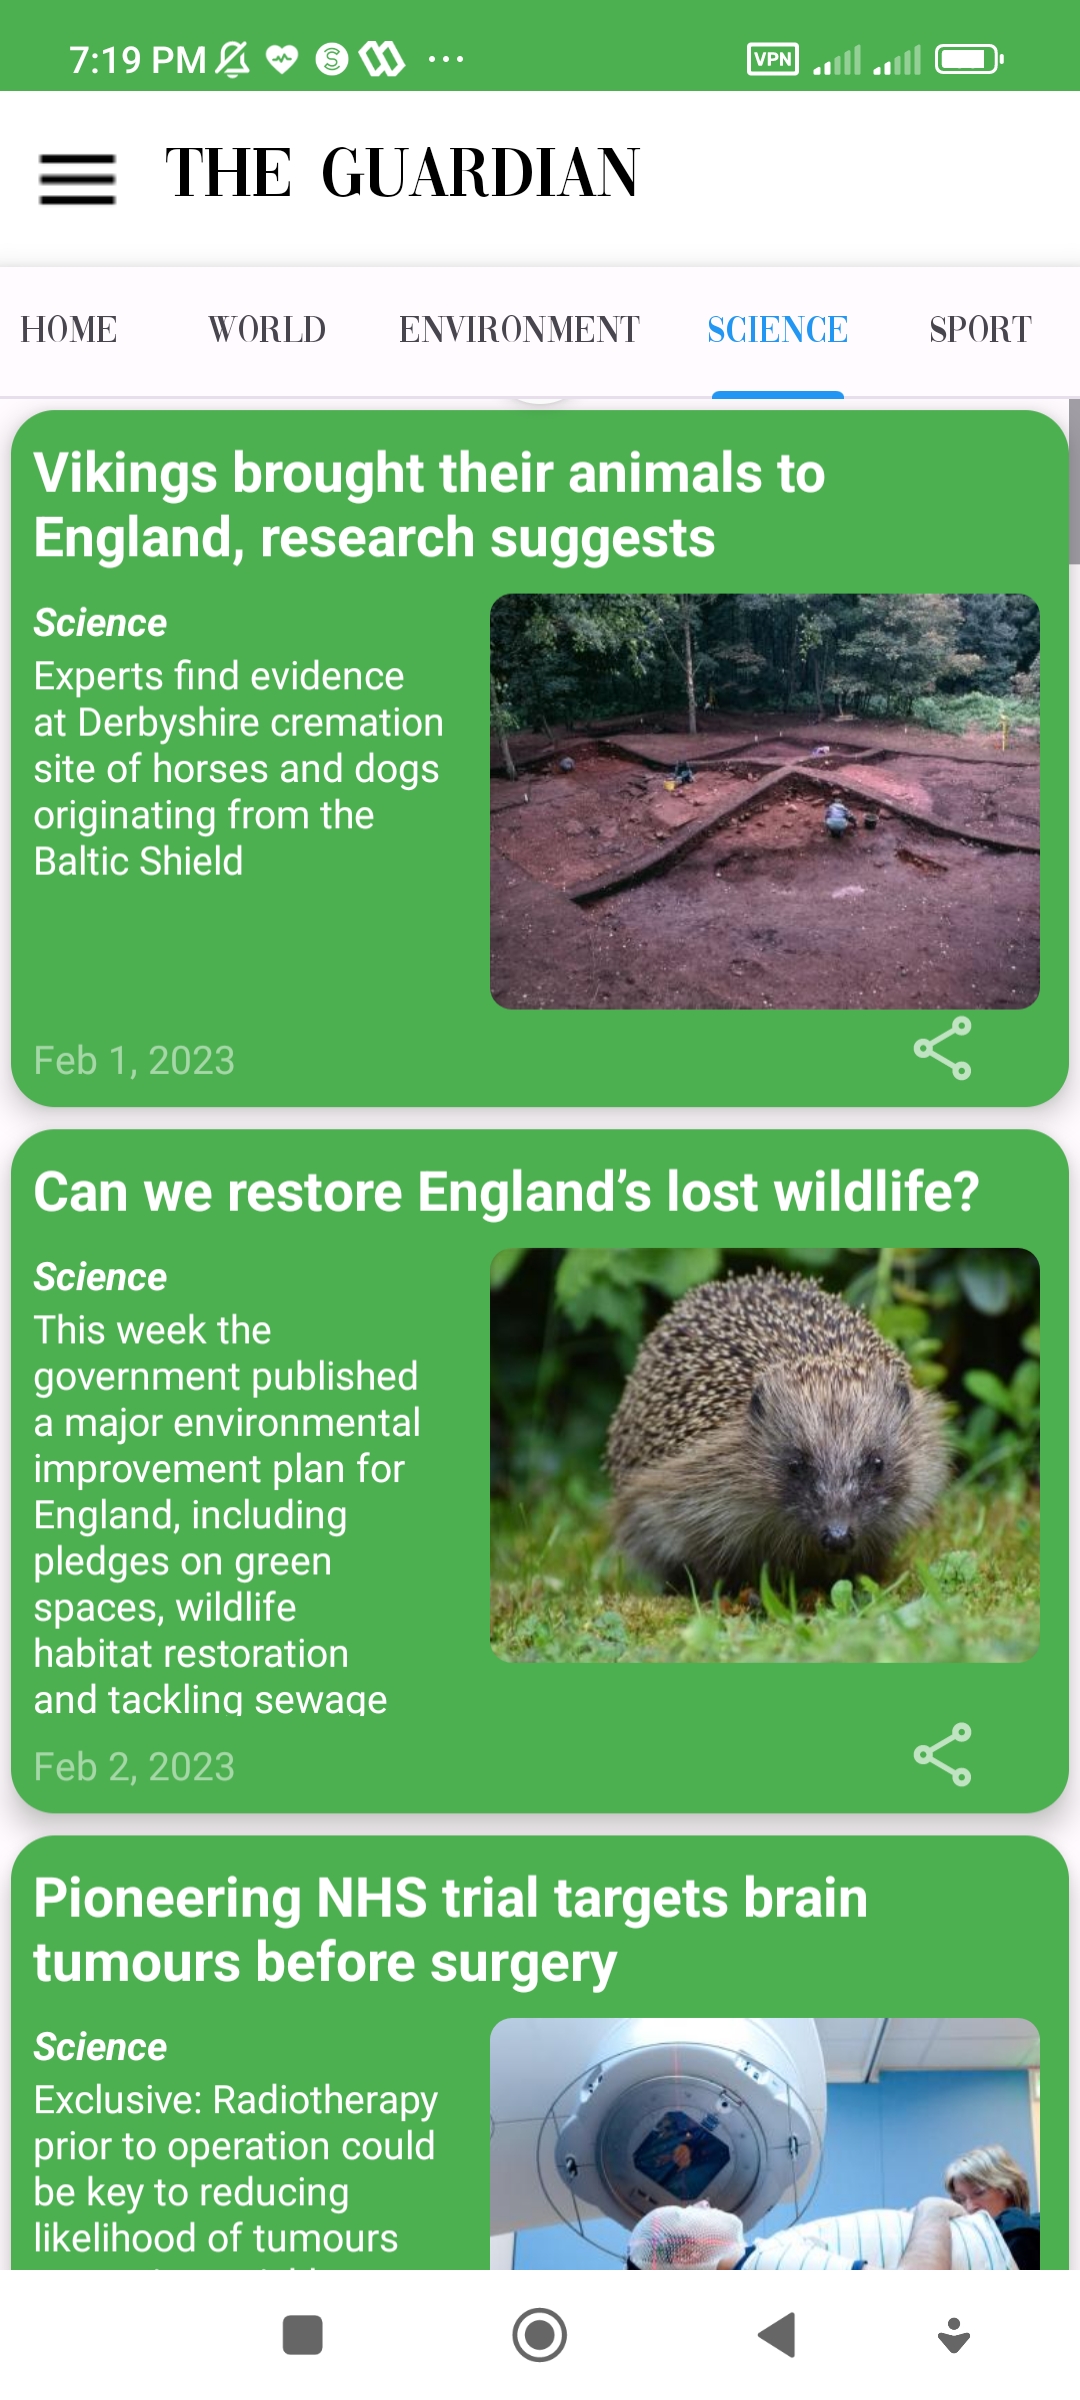 7:19 PM
VPN
THE GUARDIAN
HOME WORLD ENVIRONMENT SCIENCE SPORT
Vikings brought their animals to
England, research suggests
Science
Experts find evidence
at Derbyshire cremation
site of horses and dogs
originating from the
Baltic Shield
Feb 1, 2023
Can we restore England’s lost wildlife?
Science
This week the
government published
a major environmental
improvement plan for
England, including
pledges on green
spaces, wildlife
habitat restoration
and tackling sewage
Feb 2, 2023
Pioneering NHS trial targets brain
tumours before surgery
Science
Exclusive: Radiotherapy
prior to operation could
be key to reducing
likelihood of tumours